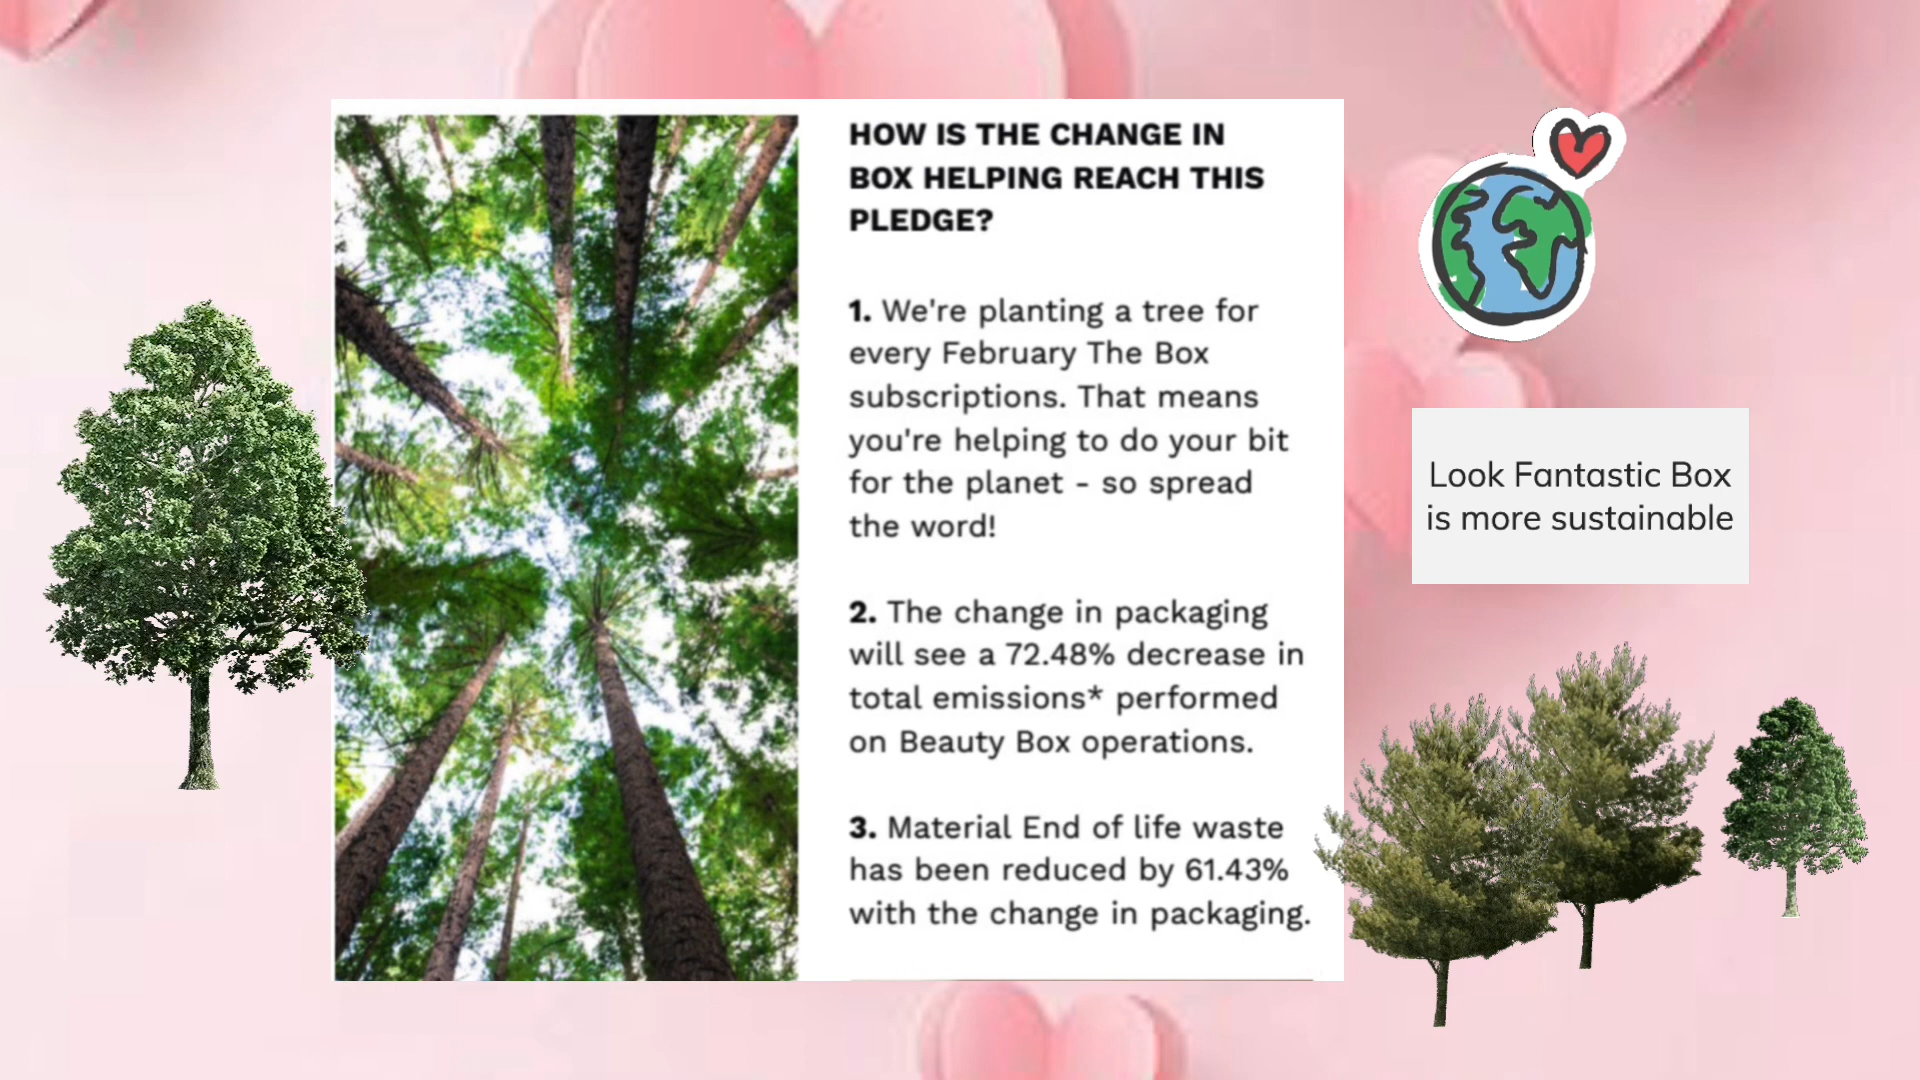 HOW IS THE CHANGE IN
BOX HELPING REACH THIS
PLEDGE?
1. We're planting a tree for
every February The Box
subscriptions. That means
you're helping to do your bit
for the planet - so spread
the word!
2. The change in packaging
will see a 72.48% decrease in
total emissions* performed
on Beauty Box operations.
3. Material End of life waste
has been reduced by 61.43%
with the change in packaging.
Look Fantastic Box
is more sustainable